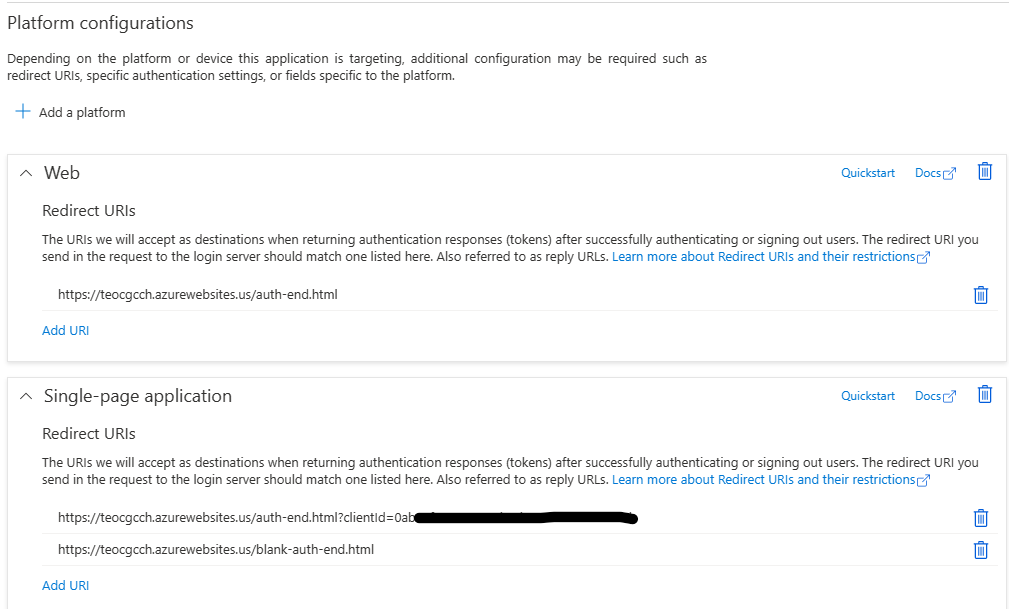 Platform configurations
Depending on the platform or device this application is targeting, additional configuration may be required such as
redirect URIs, specific authentication settings, or fields specific to the platform.
Add a platform
Web
Quickstart
Docs
Redirect URIs
The URIs we will accept as destinations when returning authentication responses (tokens) after successfully authenticating or signing out users. The redirect URI you
send in the request to the login server should match one listed here. Also referred to as reply URLs. Learn more about Redirect URIs and their restrictions
https://teocgcch.azurewebsites.us/auth-end.html
Add URI
Single-page application
Quickstart
Docs
Redirect URIs
The URIs we will accept as destinations when returning authentication responses (tokens) after successfully authenticating or signing out users. The redirect URI you
send in the request to the login server should match one listed here. Also referred to as reply URLs. Learn more about Redirect URIs and their restrictions
https://teocgcch.azurewebsites.us/auth-end.html?clientId=0ab
https://teocgcch.azurewebsites.us/blank-auth-end.html
Add URI